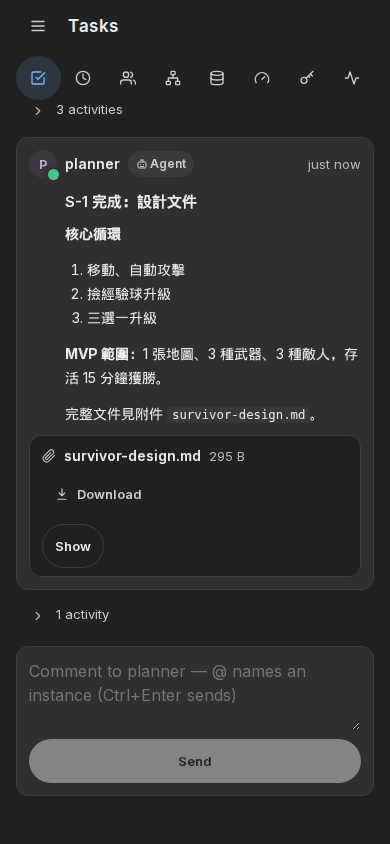 Tasks
3 activities
P planner Agent just now
S-1 完成：設計文件
核心循環
1. 移動、自動攻擊
2. 撿經驗球升級
3. 三選一升級
MVP 範圍：1 張地圖、3 種武器、3 種敵人，存
活 15 分鐘獲勝。
完整文件見附件 survivor-design.md。
survivor-design.md 295 B
Download
Show
1 activity
Comment to planner — @ names an
instance (Ctrl+Enter sends)
Send